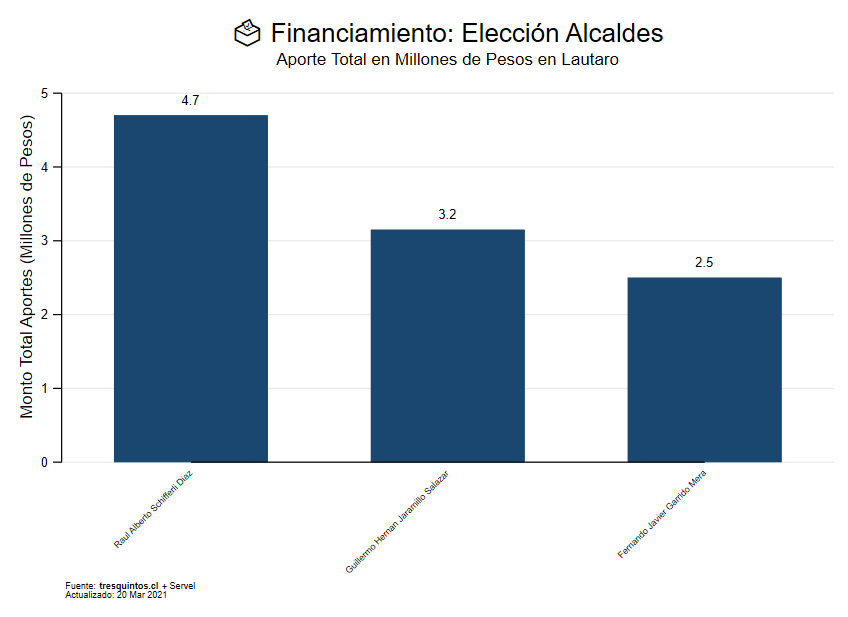 Financiamiento: Elección Alcaldes
Aporte Total en Millones de Pesos en Lautaro
Monto Total Aportes (Millones de Pesos)
5
4
3
2
1
0
4.7
3.2
2.5
Raul Alberto Schifferli Diaz
Guillermo Hernan Jaramillo Salazar
Fernando Javier Garrido Mera
Fuente: tresquintos.cl + Servel
Actualizado: 20 Mar 2021